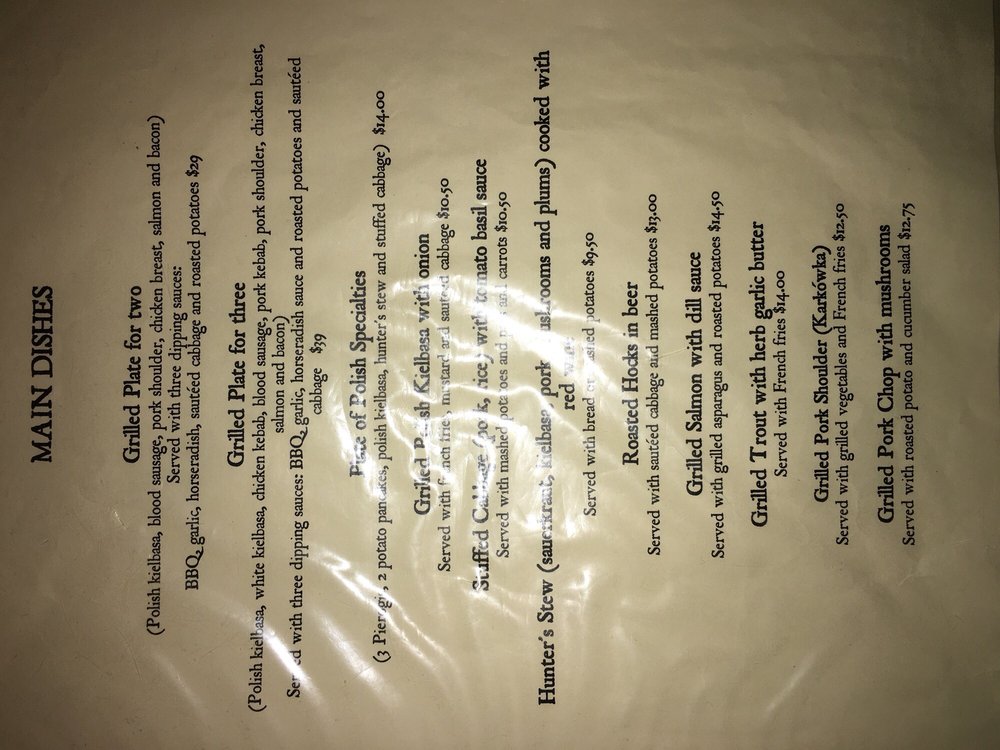 MAIN DISHES
Grilled Plate for two
(Polish kielbasa, blood sausage, pork shoulder, chicken breast, salmon and bacon)
Served with three dipping sauces:
BBQ, garlic, horseradish, sautéed cabbage and roasted potatoes $29
Grilled Plate for three
(Polish kielbasa, white kielbasa, chicken kebab, blood sausage, pork kebab, pork shoulder, chicken breast,
salmon and bacon)
Served with three dipping sauces: BBQ, garlic, horseradish sauce and roasted potatoes and sautéed
cabbage $39
Plate of Polish Specialties
(3 Pierogi, 2 potato pancakes, polish kielbasa, hunter's stew and stuffed cabbage) $14.00
Grilled Polish Kielbasa with onion
Served with french fries, mustard and sautéed cabbage $10.50
Stuffed Cabbage (pork, rice) with tomato basil sauce
Served with mashed potatoes and carrots $10.50
Hunter's Stew (sauerkraut, kielbasa, pork mushrooms and plums) cooked with
red wine
Served with bread or mashed potatoes $9.50
Roasted Hocks in beer
Served with sautéed cabbage and mashed potatoes $13.00
Grilled Salmon with dill sauce
Served with grilled asparagus and roasted potatoes $14.50
Grilled Trout with herb garlic butter
Served with French fries $14.00
Grilled Pork Shoulder (Karkówka)
Served with grilled vegetables and French fries $12.50
Grilled Pork Chop with mushrooms
Served with roasted potato and cucumber salad $12.75